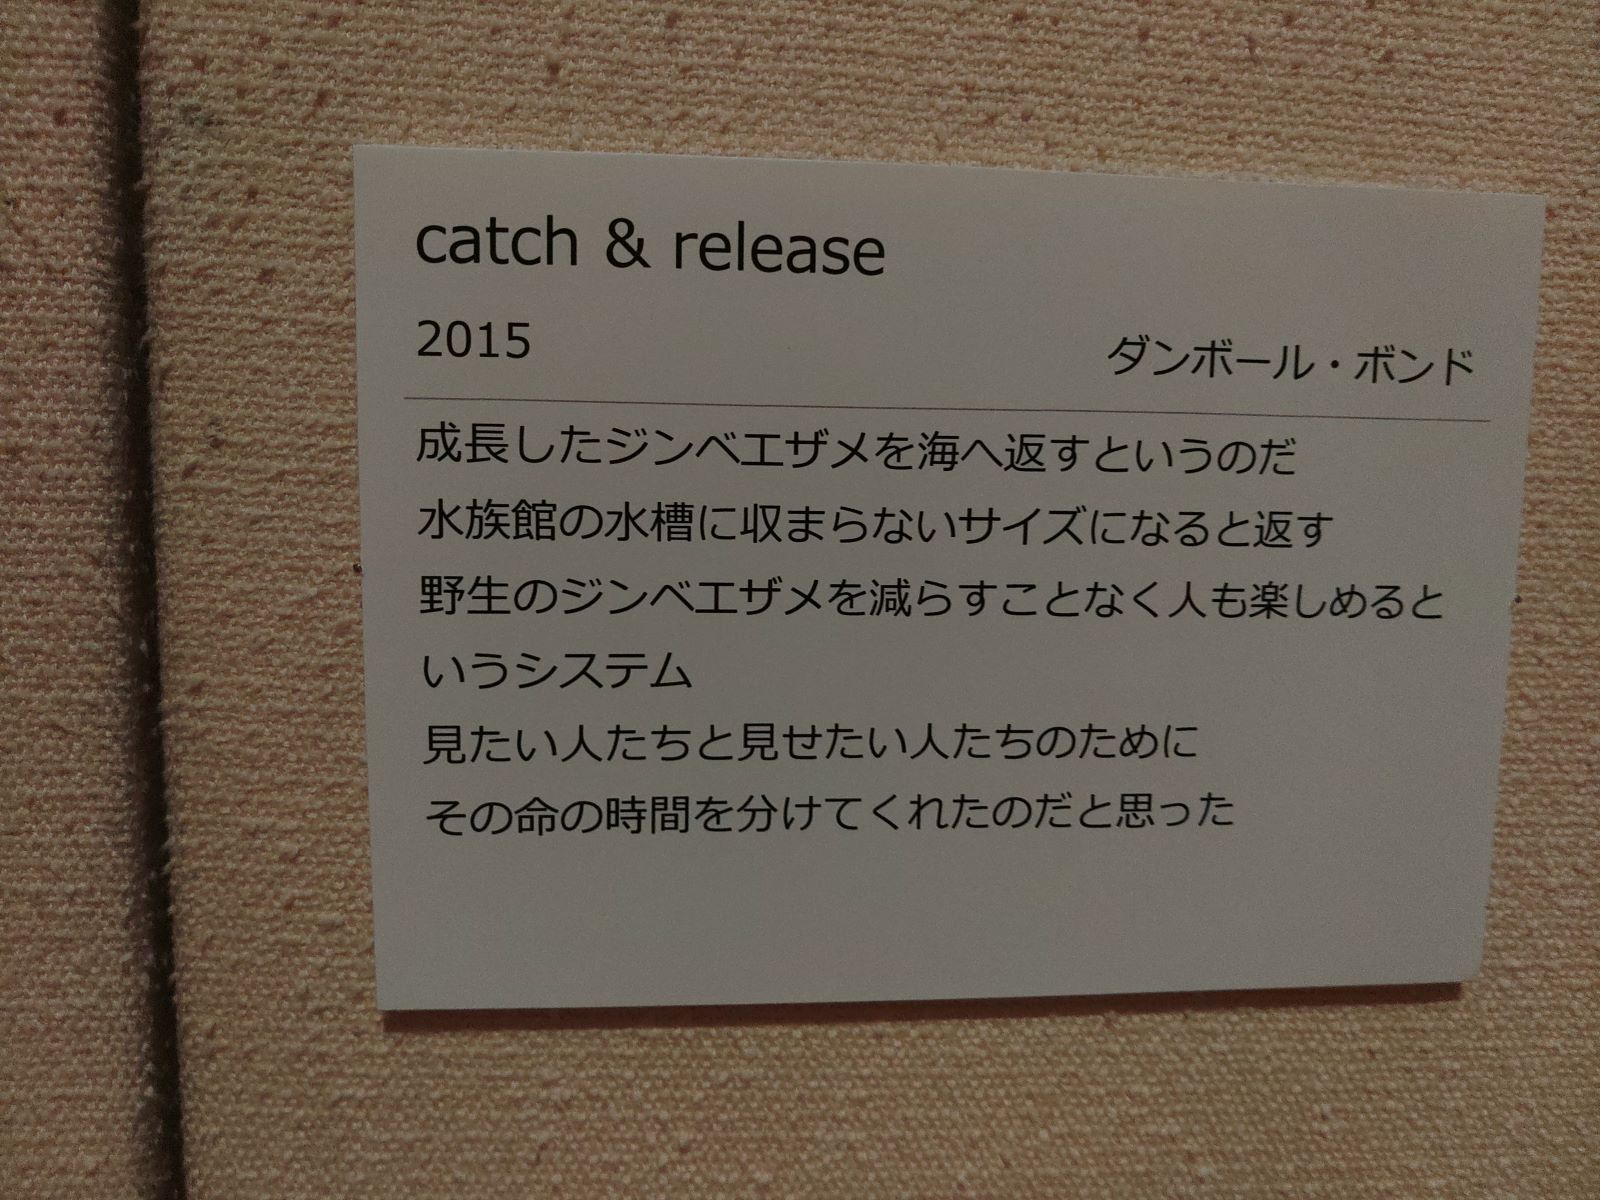 catch & release
2015
ダンボール・ボンド
成長したジンベエザメを海へ返すというのだ
水族館の水槽に収まらないサイズになると返す
野生のジンベエザメを減らすことなく人も楽しめると
いうシステム
見たい人たちと見せたい人たちのために
その命の時間を分けてくれたのだと思った